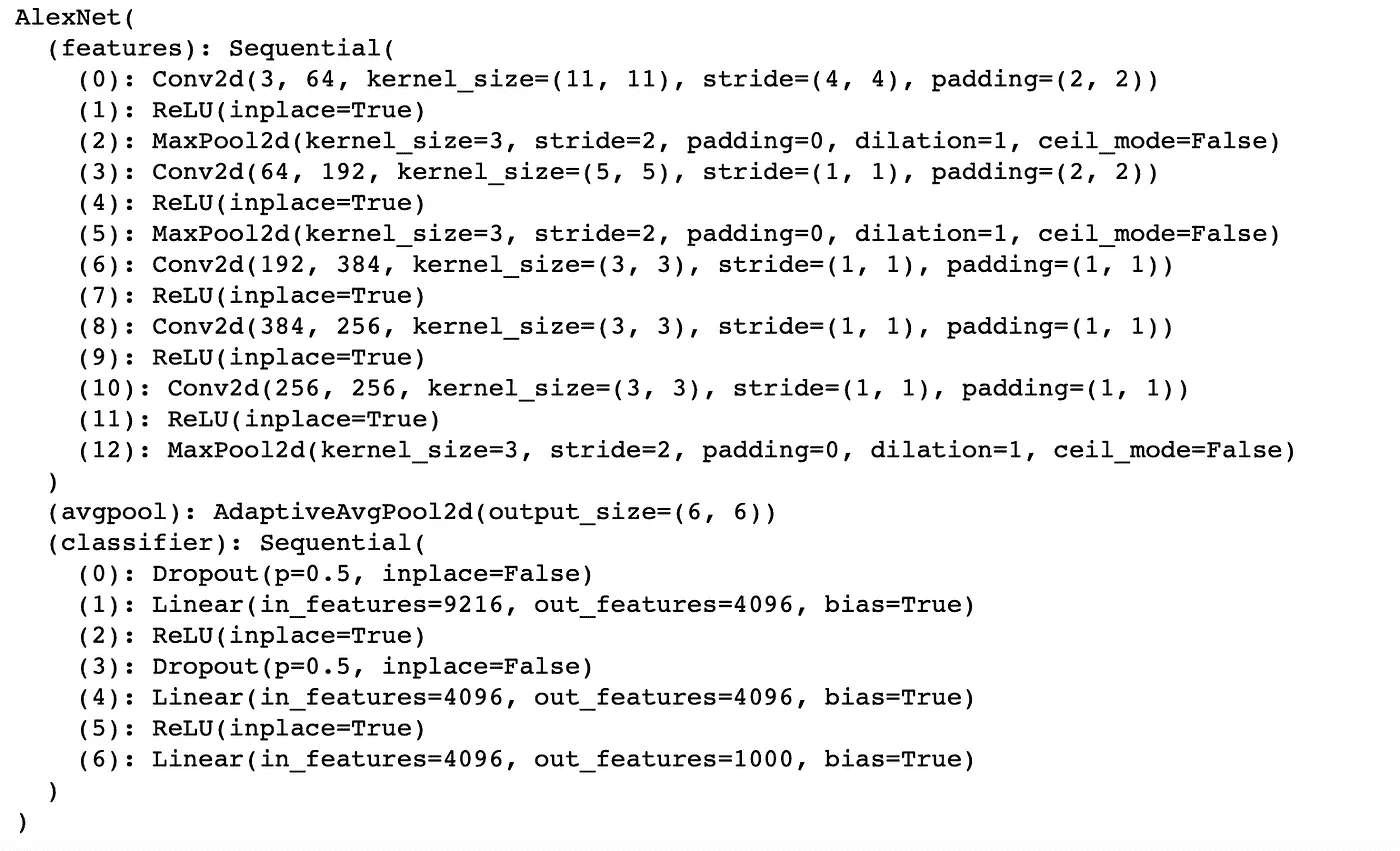 AlexNet(
(features): Sequential(
(0): Conv2d(3, 64, kernel_size=(11, 11), stride=(4, 4), padding=(2, 2))
(1): ReLU(inplace=True)
(2): MaxPool2d(kernel_size=3, stride=2, padding=0, dilation=1, ceil_mode=False)
(3): Conv2d(64, 192, kernel_size=(5, 5), stride=(1, 1), padding=(2, 2))
(4): ReLU(inplace=True)
(5): MaxPool2d(kernel_size=3, stride=2, padding=0, dilation=1, ceil_mode=False)
(6): Conv2d(192, 384, kernel_size=(3, 3), stride=(1, 1), padding=(1, 1))
(7): ReLU(inplace=True)
(8): Conv2d(384, 256, kernel_size=(3, 3), stride=(1, 1), padding=(1, 1))
(9): ReLU(inplace=True)
(10): Conv2d(256, 256, kernel_size=(3, 3), stride=(1, 1), padding=(1, 1))
(11): ReLU(inplace=True)
(12): MaxPool2d(kernel_size=3, stride=2, padding=0, dilation=1, ceil_mode=False)
)
(avgpool): AdaptiveAvgPool2d(output_size=(6, 6))
(classifier): Sequential(
(0): Dropout(p=0.5, inplace=False)
(1): Linear(in_features=9216, out_features=4096, bias=True)
(2): ReLU(inplace=True)
(3): Dropout(p=0.5, inplace=False)
(4): Linear(in_features=4096, out_features=4096, bias=True)
(5): ReLU(inplace=True)
(6): Linear(in_features=4096, out_features=1000, bias=True)
)
)